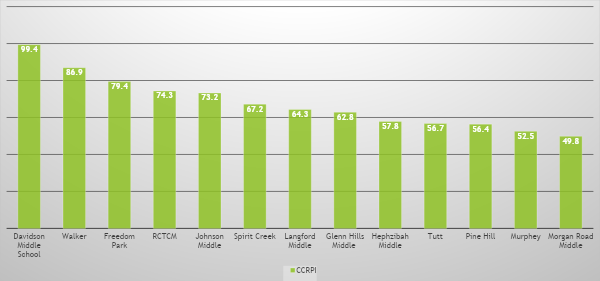 99.4
86.9
79.4
74.3
73.2
67.2
64.3
62.8
57.8
56.7
56.4
52.5
49.8
Davidson
Middle
School
Walker
Freedom
Park
RCTCM
Johnson
Middle
Spirit Creek
Langford
Middle
Glenn Hills
Middle
Hephzibah
Middle
Tutt
Pine Hill
Murphey
Morgan Road
Middle
CCRPI